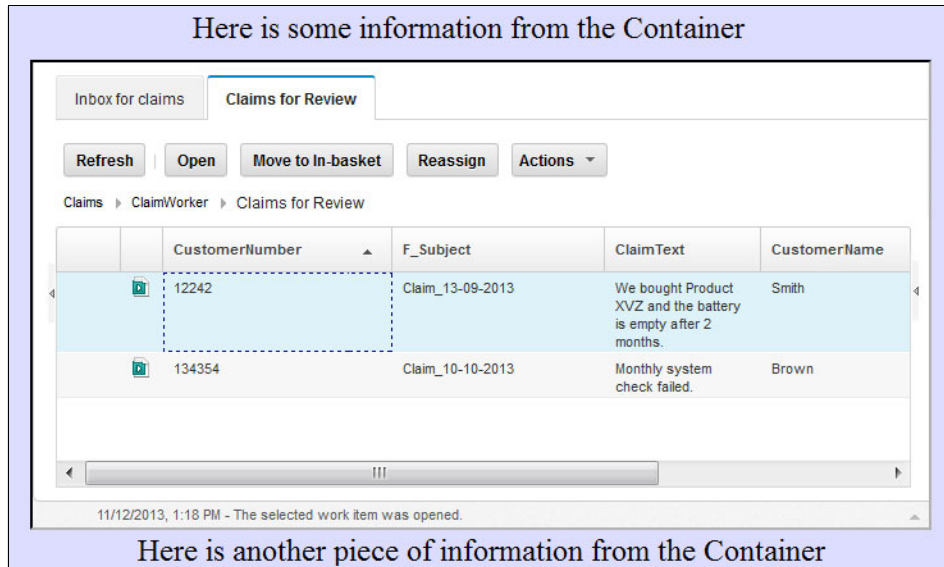 Here is some information from the Container
Inbox for claims Claims for Review
Refresh Open Move to In-basket Reassign Actions
Claims ClaimWorker Claims for Review
CustomerNumber F_Subject ClaimText CustomerName
12242 Claim_13-09-2013 We bought Product Smith
XVZ and the battery
is empty after 2
months.
134354 Claim_10-10-2013 Monthly system Brown
check failed.
11/12/2013, 1:18 PM - The selected work item was opened.
Here is another piece of information from the Container